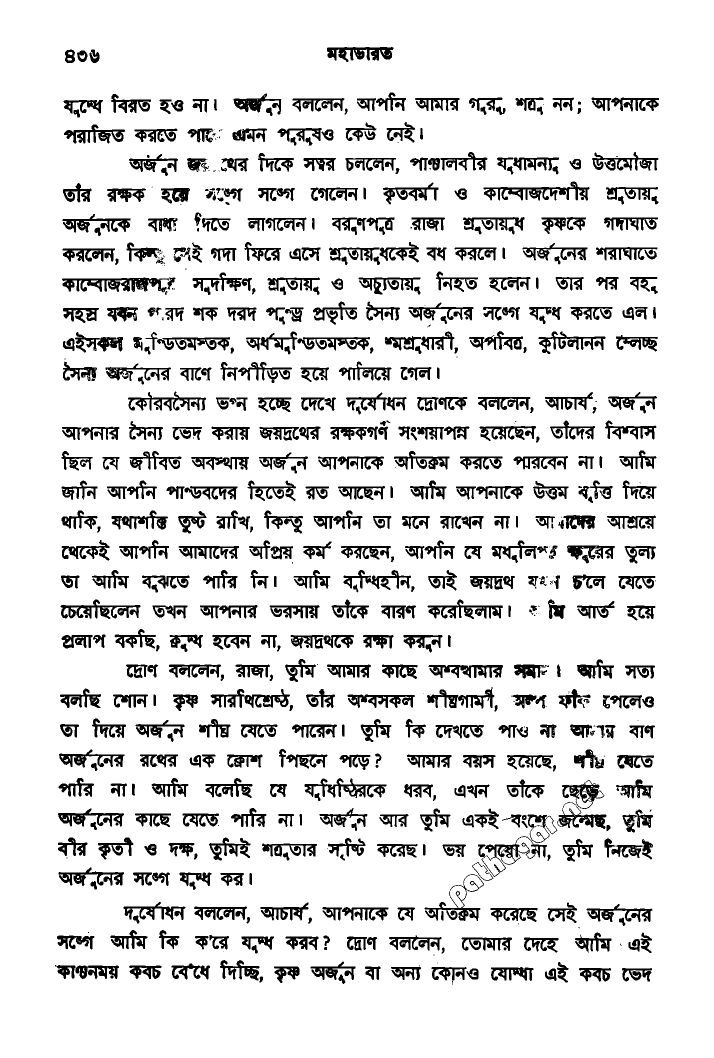 ৪৩৬ মহাভারত
যুদ্ধে বিরত হও না। অর্জুন বললেন, আপনি আমার গুরু, শত্রু নন; আপনাকে
পরাজিত করতে পারে এমন পুরুষও কেউ নেই।
অর্জুন জয়দ্রথের দিকে সত্বর চললেন, পাঞ্চালবীর যুধামন্যু ও উত্তমৌজা
তাঁর রক্ষক হয়ে সঙ্গে সঙ্গে গেলেন। কৃতবর্মা ও কাম্বোজদেশীয় শ্রুতায়ু
অর্জুনকে বাধা দিতে লাগলেন। বরুণপুত্র রাজা শ্রুতায়ুধ কৃষ্ণকে গদাঘাত
করলেন, কিন্তু সেই গদা ফিরে এসে শ্রুতায়ুধকেই বধ করলে। অর্জুনের শরাঘাতে
কাম্বোজরাজপুত্র সুদক্ষিণ, শ্রুতায়ু ও অচ্যুতায়ু নিহত হলেন। তার পর বহু
সহস্র যবন পারদ শক দরদ পুণ্ড্র প্রভৃতি সৈন্য অর্জুনের সঙ্গে যুদ্ধ করতে এল।
এইসকল মুণ্ডিতমস্তক, অর্ধমুণ্ডিতমস্তক, শ্মশ্রুধারী, অপবিত্র, কুটিলানন ম্লেচ্ছ
সৈন্য অর্জুনের বাণে নিপীড়িত হয়ে পালিয়ে গেল।
কৌরবসৈন্য ভগ্ন হচ্ছে দেখে দুর্যোধন দ্রোণকে বললেন, আচার্য, অর্জুন
আপনার সৈন্য ভেদ করায় জয়দ্রথের রক্ষকগণ সংশয়াপন্ন হয়েছেন, তাঁদের বিশ্বাস
ছিল যে জীবিত অবস্থায় অর্জুন আপনাকে অতিক্রম করতে পারবেন না। আমি
জানি আপনি পাণ্ডবদের হিতেই রত আছেন। আমি আপনাকে উত্তম বৃত্তি দিয়ে
থাকি, যথাশক্তি তুষ্ট রাখি, কিন্তু আপনি তা মনে রাখেন না। আমাদের আশ্রয়ে
থেকেই আপনি আমাদের অপ্রিয় কর্ম করছেন, আপনি যে মধুলিপ্ত ক্ষুরের তুল্য
তা আমি বুঝতে পারি নি। আমি বুদ্ধিহীন, তাই জয়দ্রথ যখন চ'লে যেতে
চেয়েছিলেন তখন আপনার ভরসায় তাঁকে বারণ করেছিলাম। আমি আর্ত হয়ে
প্রলাপ বকছি, ক্রুদ্ধ হবেন না, জয়দ্রথকে রক্ষা করুন।
দ্রোণ বললেন, রাজা, তুমি আমার কাছে অশ্বত্থামার সমান। আমি সত্য
বলছি শোন। কৃষ্ণ সারথিশ্রেষ্ঠ, তাঁর অশ্বসকল শীঘ্রগামী, অল্প ফাঁক পেলেও
তা দিয়ে অর্জুন শীঘ্র যেতে পারেন। তুমি কি দেখতে পাও না আমার বাণ
অর্জুনের রথের এক ক্রোশ পিছনে পড়ে? আমার বয়স হয়েছে, শীঘ্র যেতে
পারি না। আমি বলেছি যে যুধিষ্ঠিরকে ধরব, এখন তাঁকে ছেড়ে আমি
অর্জুনের কাছে যেতে পারি না। অর্জুন আর তুমি একই বংশে জন্মেছ, তুমি
বীর কৃতী ও দক্ষ, তুমিই শত্রুতার সৃষ্টি করেছ। ভয় পেয়ো না, তুমি নিজেই
অর্জুনের সঙ্গে যুদ্ধ কর।
দুর্যোধন বললেন, আচার্য, আপনাকে যে অতিক্রম করেছে সেই অর্জুনের
সঙ্গে আমি কি ক'রে যুদ্ধ করব? দ্রোণ বললেন, তোমার দেহে আমি এই
কাঞ্চনময় কবচ বেঁধে দিচ্ছি, কৃষ্ণ অর্জুন বা অন্য কোনও যোদ্ধা এই কবচ ভেদ
pathagar.net